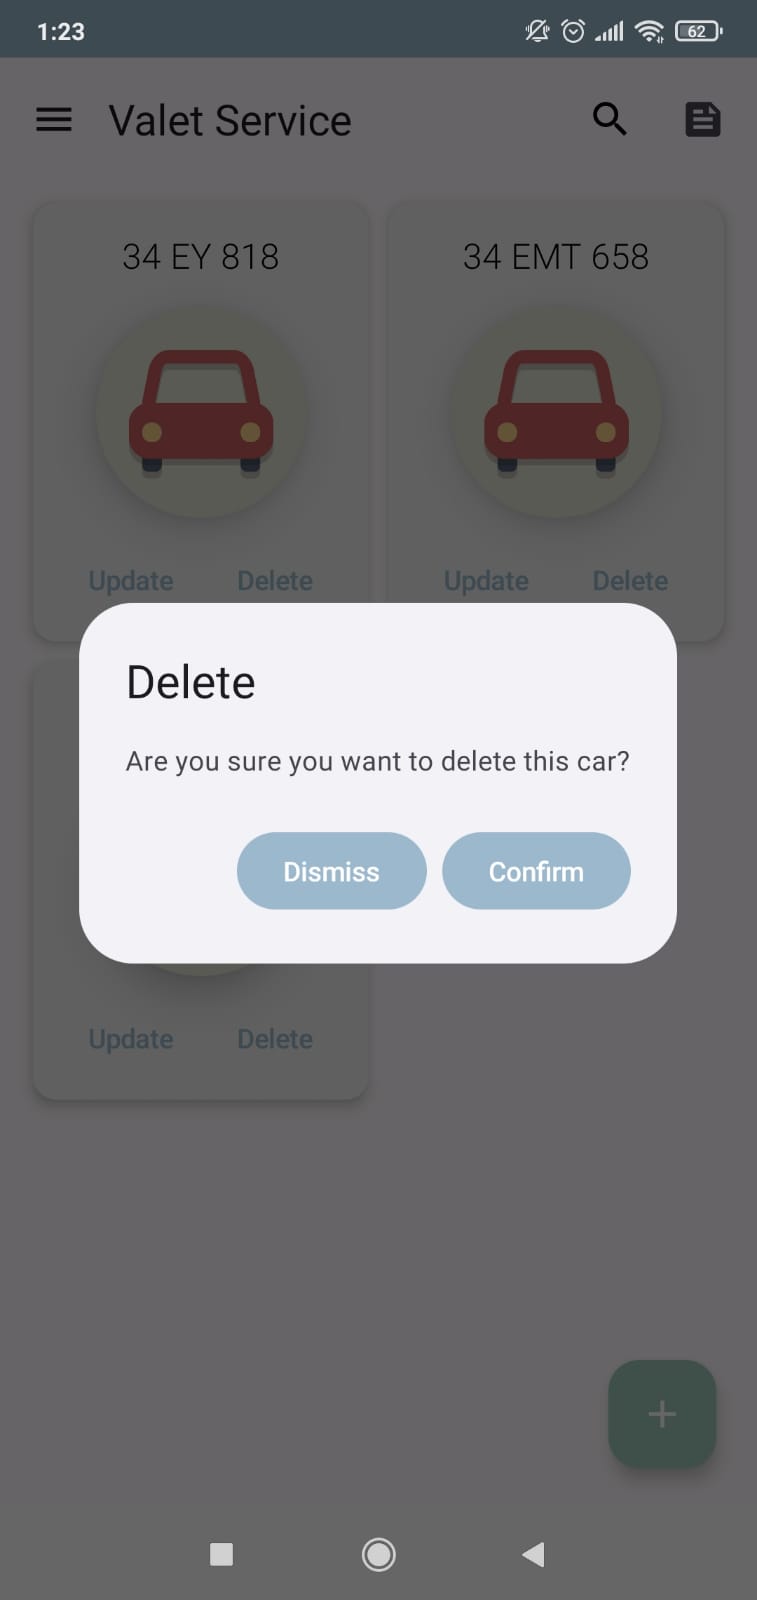 1:23
62
Valet Service
34 EY 818
34 EMT 658
Update Delete
Update Delete
Delete
Are you sure you want to delete this car?
Dismiss Confirm
Update Delete